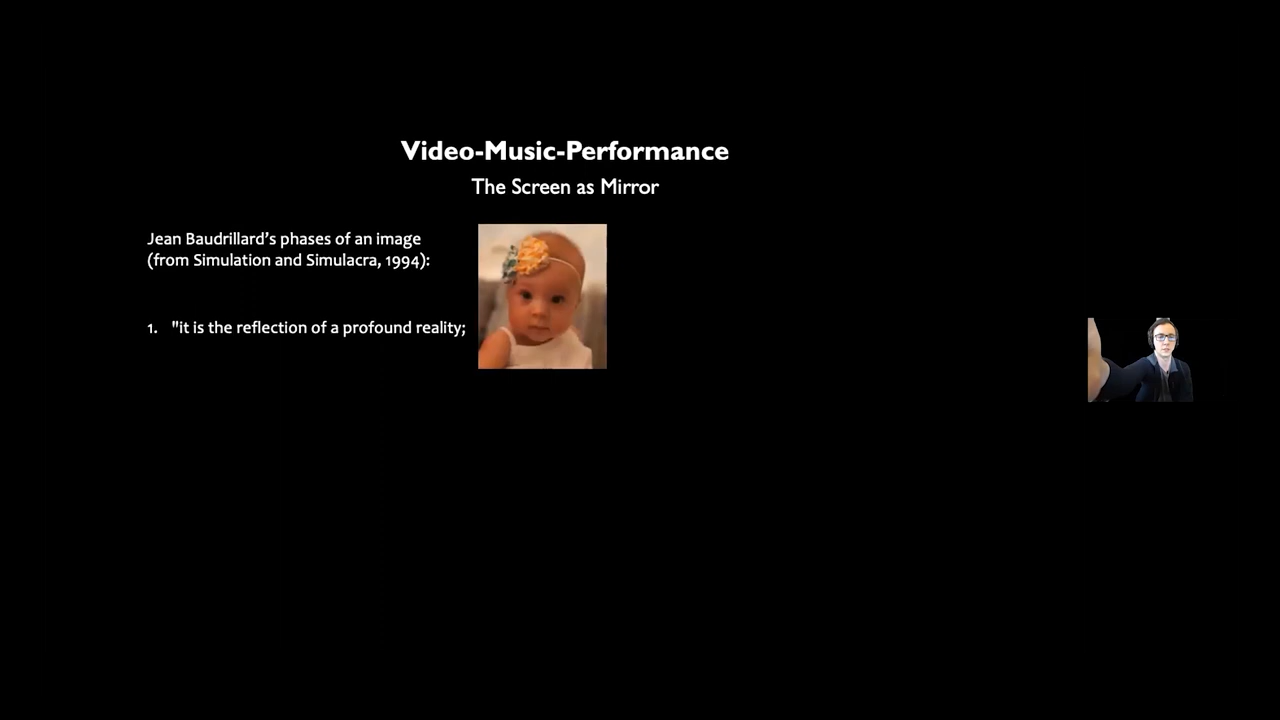 Video-Music-Performance
The Screen as Mirror
Jean Baudrillard’s phases of an image
(from Simulation and Simulacra, 1994):
1. "it is the reflection of a profound reality;